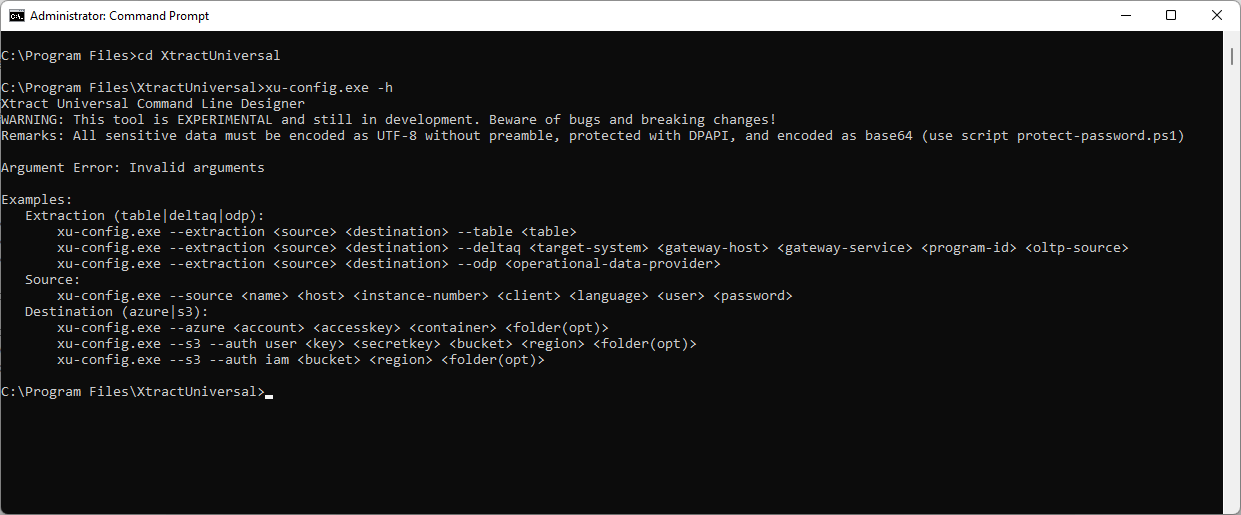 Administrator: Command Prompt
C:\Program Files>cd XtractUniversal
C:\Program Files\XtractUniversal>xu-config.exe -h
Xtract Universal Command Line Designer
WARNING: This tool is EXPERIMENTAL and still in development. Beware of bugs and breaking changes!
Remarks: All sensitive data must be encoded as UTF-8 without preamble, protected with DPAPI, and encoded as base64 (use script protect-password.ps1)
Argument Error: Invalid arguments
Examples:
   Extraction (table|deltaq|odp):
       xu-config.exe --extraction <source> <destination> --table <table>
       xu-config.exe --extraction <source> <destination> --deltaq <target-system> <gateway-host> <gateway-service> <program-id> <oltp-source>
       xu-config.exe --extraction <source> <destination> --odp <operational-data-provider>
   Source:
       xu-config.exe --source <name> <host> <instance-number> <client> <language> <user> <password>
   Destination (azure|s3):
       xu-config.exe --azure <account> <accesskey> <container> <folder(opt)>
       xu-config.exe --s3 --auth user <key> <secretkey> <bucket> <region> <folder(opt)>
       xu-config.exe --s3 --auth iam <bucket> <region> <folder(opt)>
C:\Program Files\XtractUniversal>